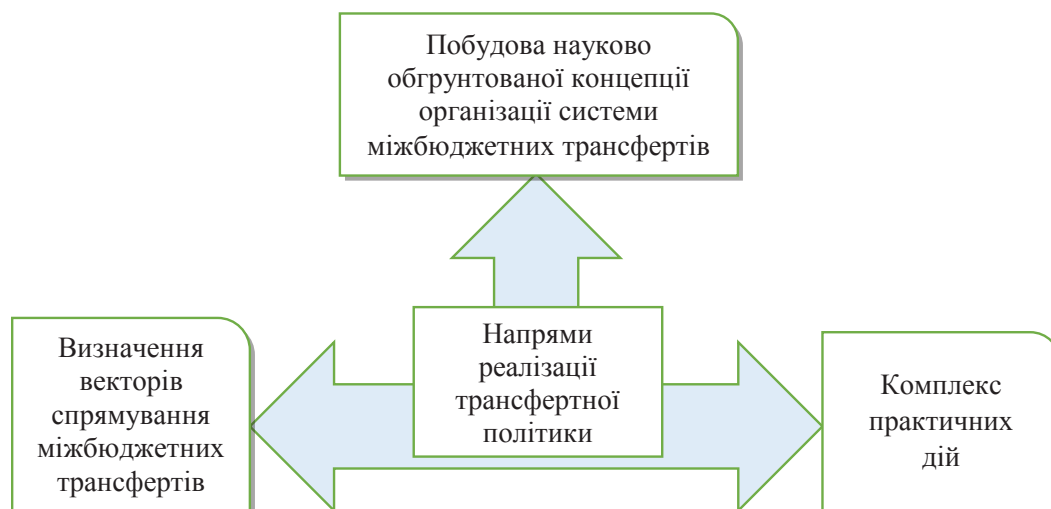 Побудова науково
обгрунтованої концепції
організації системи
міжбюджетних трансфертів
Напрями
реалізації
трансфертної
політики
Визначення
векторів
спрямування
міжбюджетних
трансфертів
Комплекс
практичних
дій